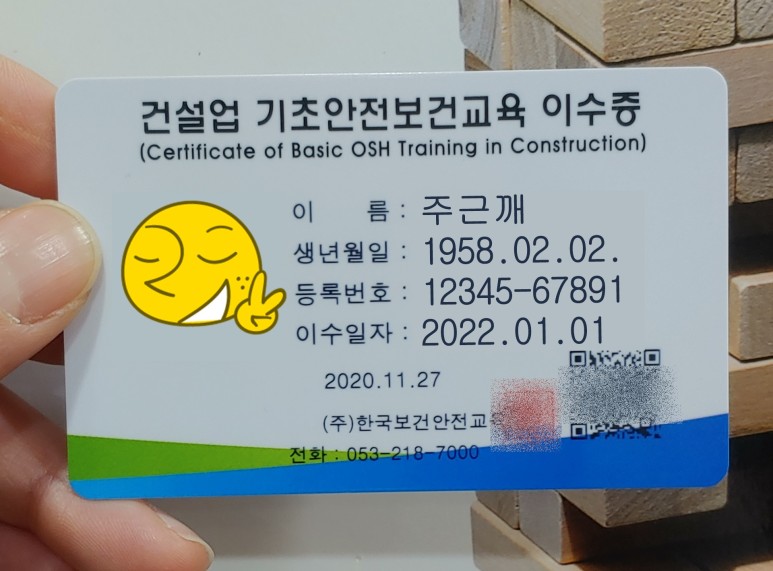 건설업 기초안전보건교육 이수증
(Certificate of Basic OSH Training in Construction)
이 름 : 주근깨
생년월일 : 1958.02.02.
등록번호 : 12345-67891
이수일자 : 2022.01.01
2020.11.27
(주)한국보건안전교육
전화 : 053-218-7000